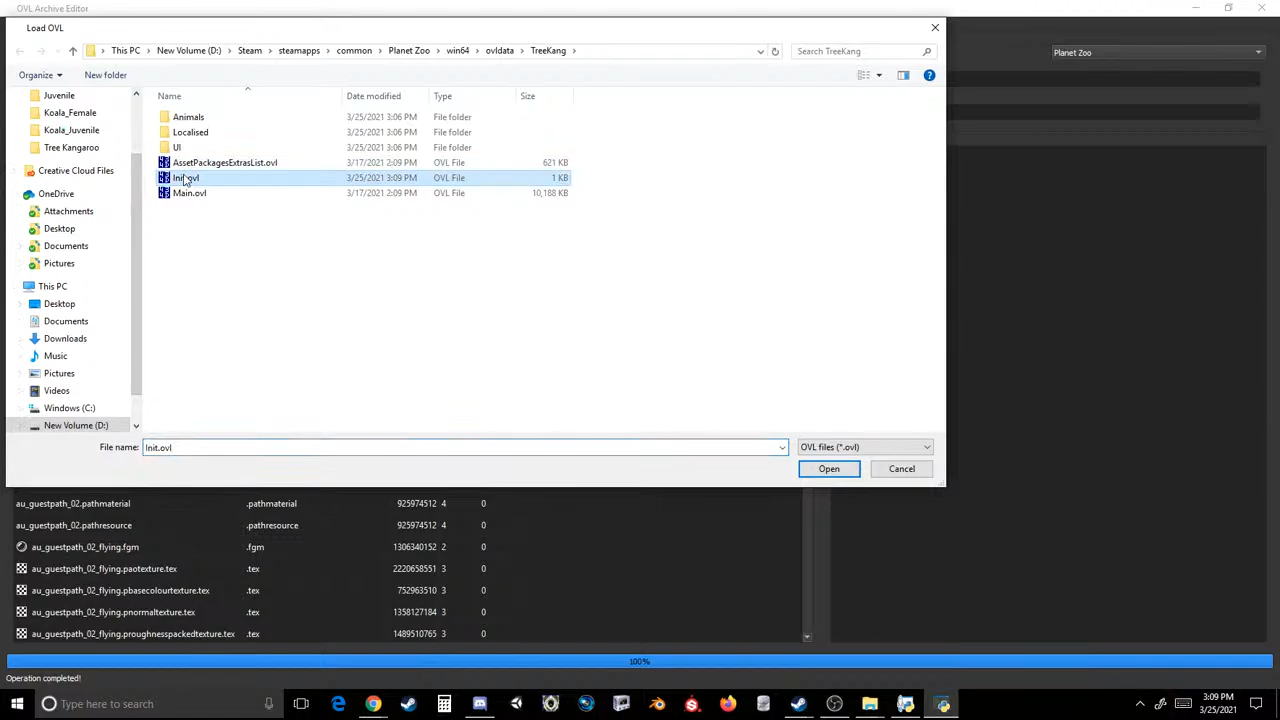 OVL Archive Editor
Load OVL
This PC > New Volume (D:) > Steam > steamapps > common > Planet Zoo > win64 > ovldata > TreeKang >
Search TreeKang
Planet Zoo
Organize
New folder
Name
Date modified
Type
Size
Juvenile
Koala_Female
Koala_Juvenile
Tree Kangaroo
Creative Cloud Files
OneDrive
Attachments
Desktop
Documents
Pictures
This PC
Desktop
Documents
Downloads
Music
Pictures
Videos
Windows (C:)
New Volume (D:)
Animals 3/25/2021 3:06 PM File folder
Localised 3/25/2021 3:06 PM File folder
UI 3/25/2021 3:06 PM File folder
AssetPackagesExtrasList.ovl 3/17/2021 2:09 PM OVL File 621 KB
Init.ovl 3/25/2021 3:09 PM OVL File 1 KB
Main.ovl 3/17/2021 2:09 PM OVL File 10,188 KB
File name: Init.ovl
OVL files (*.ovl)
Open
Cancel
au_guestpath_02.pathmaterial .pathmaterial 925974512 4 0
au_guestpath_02.pathresource .pathresource 925974512 4 0
au_guestpath_02_flying.fgm .fgm 1306340152 2 0
au_guestpath_02_flying.paotexture.tex .tex 2220658551 3 0
au_guestpath_02_flying.pbasecolourtexture.tex .tex 752963510 3 0
au_guestpath_02_flying.pnormaltexture.tex .tex 1358127184 3 0
au_guestpath_02_flying.proughnesspackedtexture.tex .tex 1489510765 3 0
100%
Operation completed!
Type here to search
3:09 PM
3/25/2021